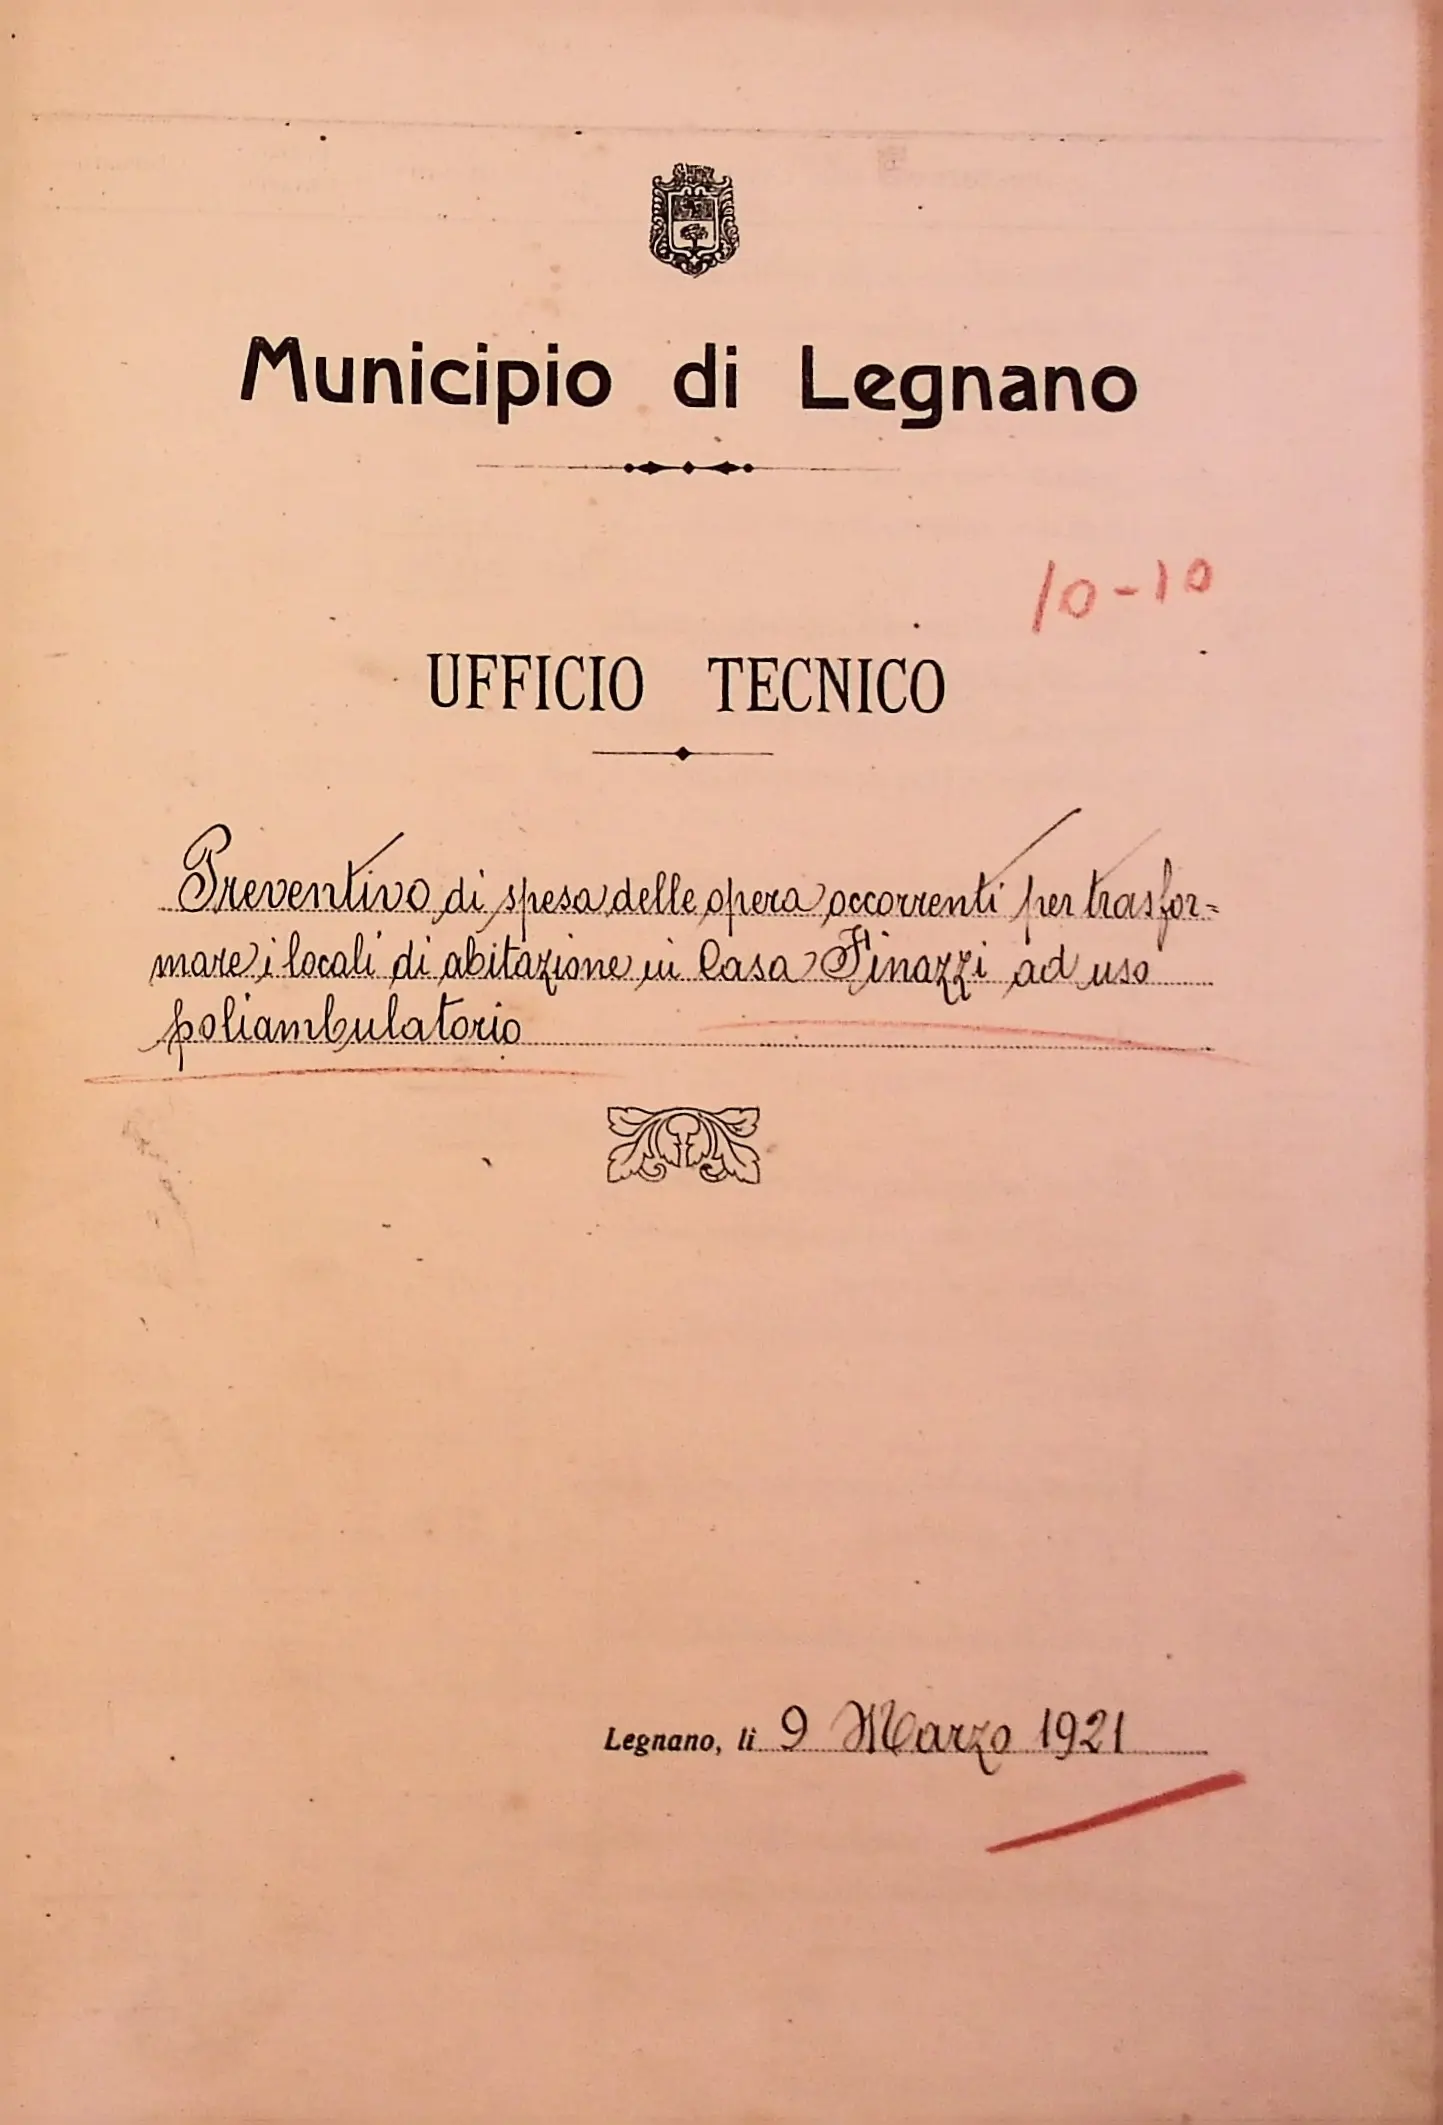 Municipio di Legnano
10-10
UFFICIO TECNICO
Preventivo di spesa delle opera occorrenti per trasfor=
mare i locali di abitazione in Casa Finazzi ad uso
poliambulatorio
Legnano, li 9 Marzo 1921